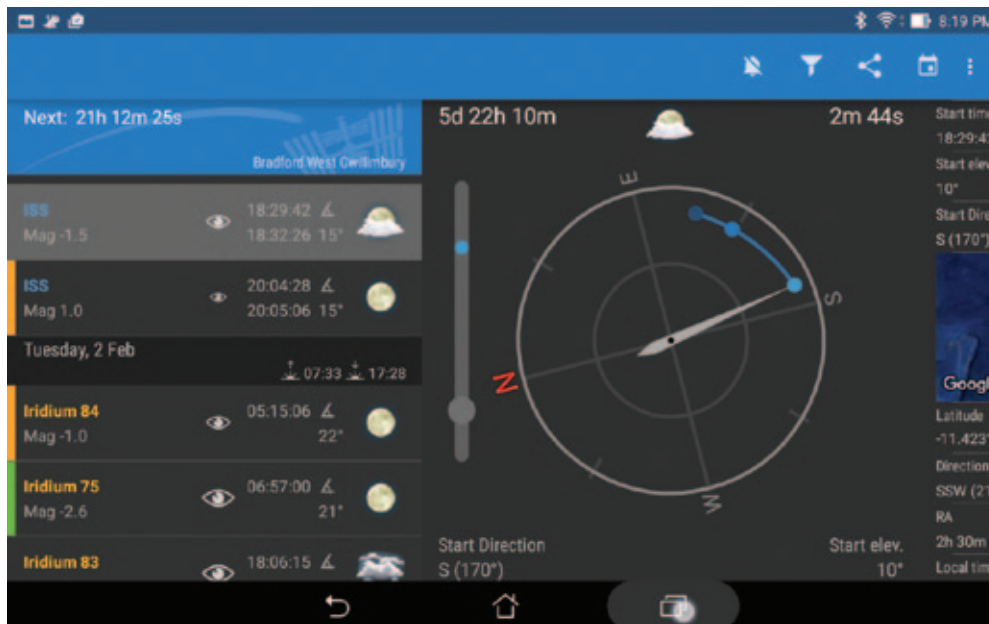 8:19 PM
Next: 21h 12m 25s
Bradford West Gwillimbury
ISS
18:29:42
Mag -1.5
18:32:26 15°
ISS
20:04:28
Mag 1.0
20:05:06 15°
Tuesday, 2 Feb
07:33 17:28
Iridium 84
05:15:06
Mag -1.0
22°
Iridium 75
06:57:00
Mag -2.6
21°
Iridium 83
18:06:15
5d 22h 10m
2m 44s
E
S
N
W
Start Direction
S (170°)
Start elev.
10°
Start time
18:29:42
Start elev
10°
Start Dire
S (170°)
Googl
Latitude
-11.423°
Direction
SSW (21
RA
2h 30m
Local tim